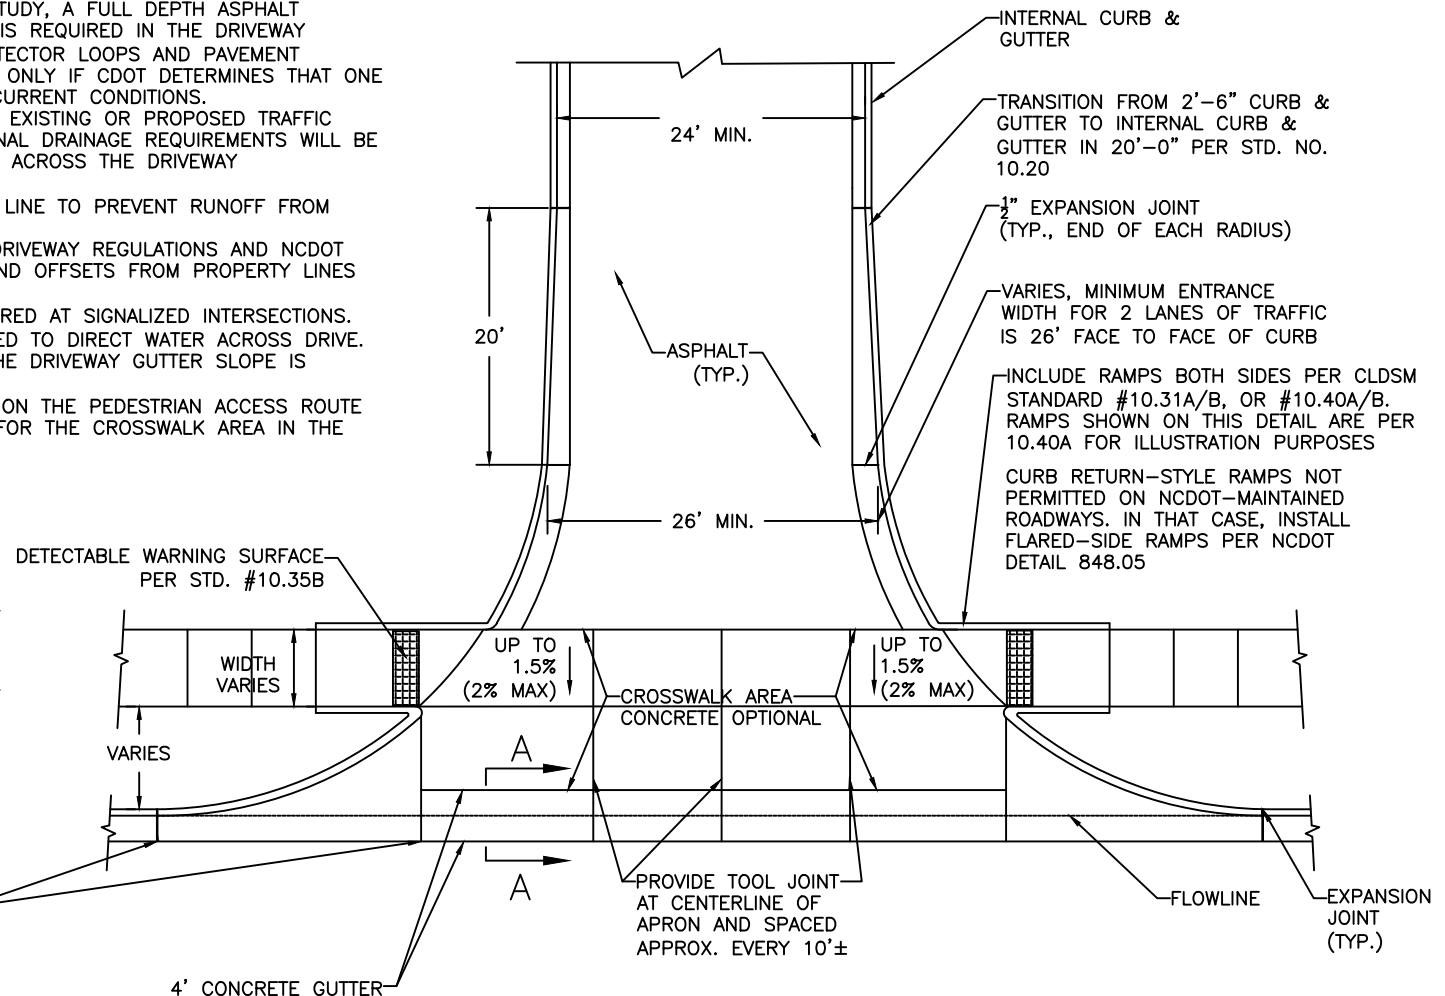 TUDY, A FULL DEPTH ASPHALT
IS REQUIRED IN THE DRIVEWAY
TECTOR LOOPS AND PAVEMENT
ONLY IF CDOT DETERMINES THAT ONE
CURRENT CONDITIONS.
EXISTING OR PROPOSED TRAFFIC
NAL DRAINAGE REQUIREMENTS WILL BE
ACROSS THE DRIVEWAY
LINE TO PREVENT RUNOFF FROM
DRIVEWAY REGULATIONS AND NCDOT
ND OFFSETS FROM PROPERTY LINES
RED AT SIGNALIZED INTERSECTIONS.
ED TO DIRECT WATER ACROSS DRIVE.
HE DRIVEWAY GUTTER SLOPE IS
ON THE PEDESTRIAN ACCESS ROUTE
FOR THE CROSSWALK AREA IN THE
INTERNAL CURB &
GUTTER
24' MIN.
TRANSITION FROM 2'-6" CURB &
GUTTER TO INTERNAL CURB &
GUTTER IN 20'-0" PER STD. NO.
10.20
½" EXPANSION JOINT
(TYP., END OF EACH RADIUS)
VARIES, MINIMUM ENTRANCE
WIDTH FOR 2 LANES OF TRAFFIC
IS 26' FACE TO FACE OF CURB
20'
ASPHALT
(TYP.)
INCLUDE RAMPS BOTH SIDES PER CLDSM
STANDARD #10.31A/B, OR #10.40A/B.
RAMPS SHOWN ON THIS DETAIL ARE PER
10.40A FOR ILLUSTRATION PURPOSES
CURB RETURN-STYLE RAMPS NOT
PERMITTED ON NCDOT-MAINTAINED
ROADWAYS. IN THAT CASE, INSTALL
FLARED-SIDE RAMPS PER NCDOT
DETAIL 848.05
26' MIN.
DETECTABLE WARNING SURFACE
PER STD. #10.35B
WIDTH
VARIES
UP TO
1.5%
(2% MAX)
UP TO
1.5%
(2% MAX)
CROSSWALK AREA
CONCRETE OPTIONAL
VARIES
A
A
PROVIDE TOOL JOINT
AT CENTERLINE OF
APRON AND SPACED
APPROX. EVERY 10'±
FLOWLINE
EXPANSION
JOINT
(TYP.)
4' CONCRETE GUTTER